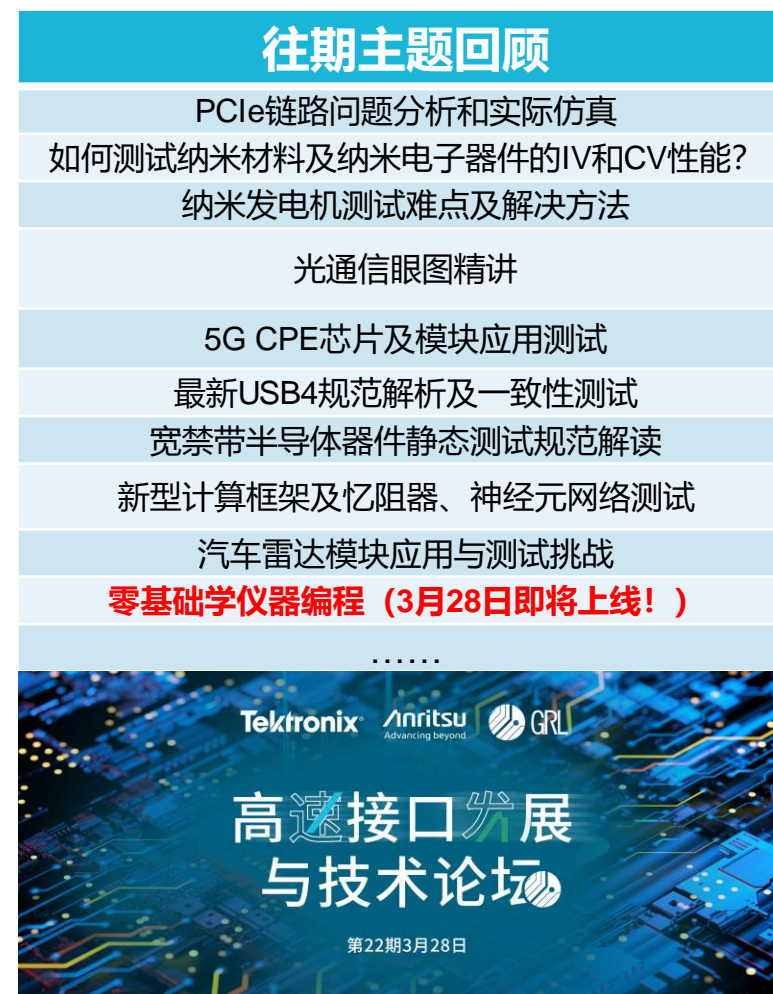 往期主题回顾
PCIe链路问题分析和实际仿真
如何测试纳米材料及纳米电子器件的IV和CV性能?
纳米发电机测试难点及解决方法
光通信眼图精讲
5G CPE芯片及模块应用测试
最新USB4规范解析及一致性测试
宽禁带半导体器件静态测试规范解读
新型计算框架及忆阻器、神经元网络测试
汽车雷达模块应用与测试挑战
零基础学仪器编程（3月28日即将上线！）
......
Tektronix Anritsu GRL
Advancing beyond
高速接口发展
与技术论坛
第22期3月28日